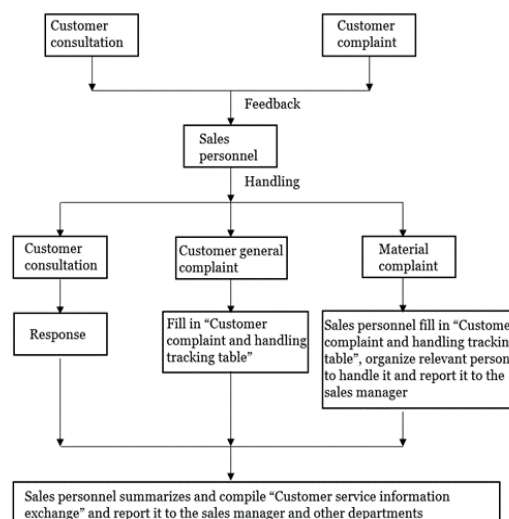 Customer
consultation
Customer
complaint
Feedback
Sales
personnel
Handling
Customer
consultation
Customer general
complaint
Material
complaint
Response
Fill in “Customer
complaint and handling
tracking table”
Sales personnel fill in “Custome
complaint and handling trackin
table”, organize relevant person
to handle it and report it to the
sales manager
Sales personnel summarizes and compile “Customer service information
exchange” and report it to the sales manager and other departments